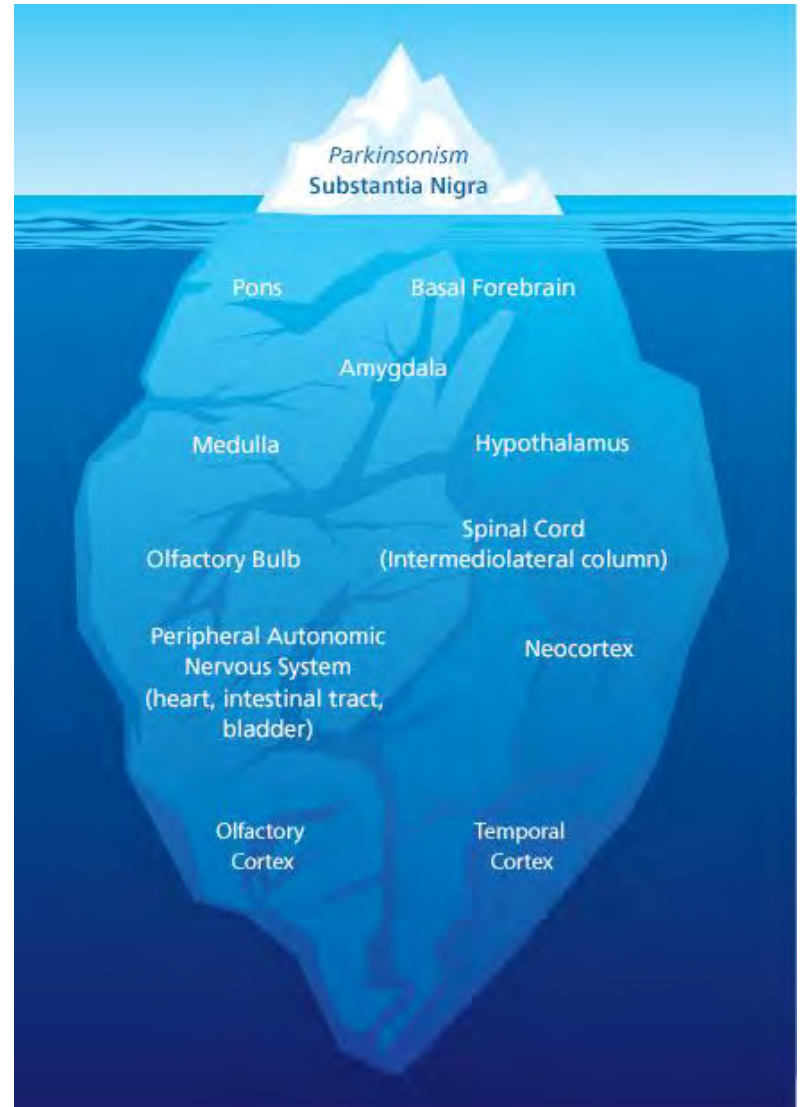 Parkinsonism
Substantia Nigra
Pons
Basal Forebrain
Amygdala
Medulla
Hypothalamus
Olfactory Bulb
Spinal Cord
(Intermediolateral column)
Peripheral Autonomic
Nervous System
(heart, intestinal tract,
bladder)
Neocortex
Olfactory
Cortex
Temporal
Cortex